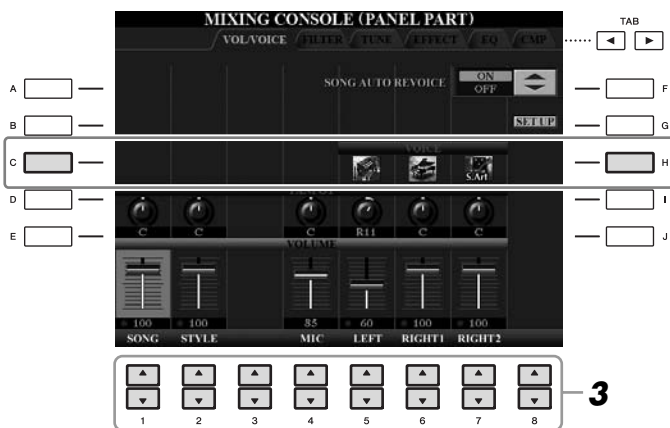 MIXING CONSOLE (PANEL PART)
TAB
VOL/VOICE FILTER TUNE EFFECT EQ CMP
A
SONG AUTO REVOICE ON
OFF
F
B
SETUP
G
C
VOICE
S.Art
H
D
PANPOT
I
E
C C C R11 C C
J
VOLUME
100 100 85 60 100 100
SONG STYLE MIC LEFT RIGHT1 RIGHT2
3
1 2 3 4 5 6 7 8